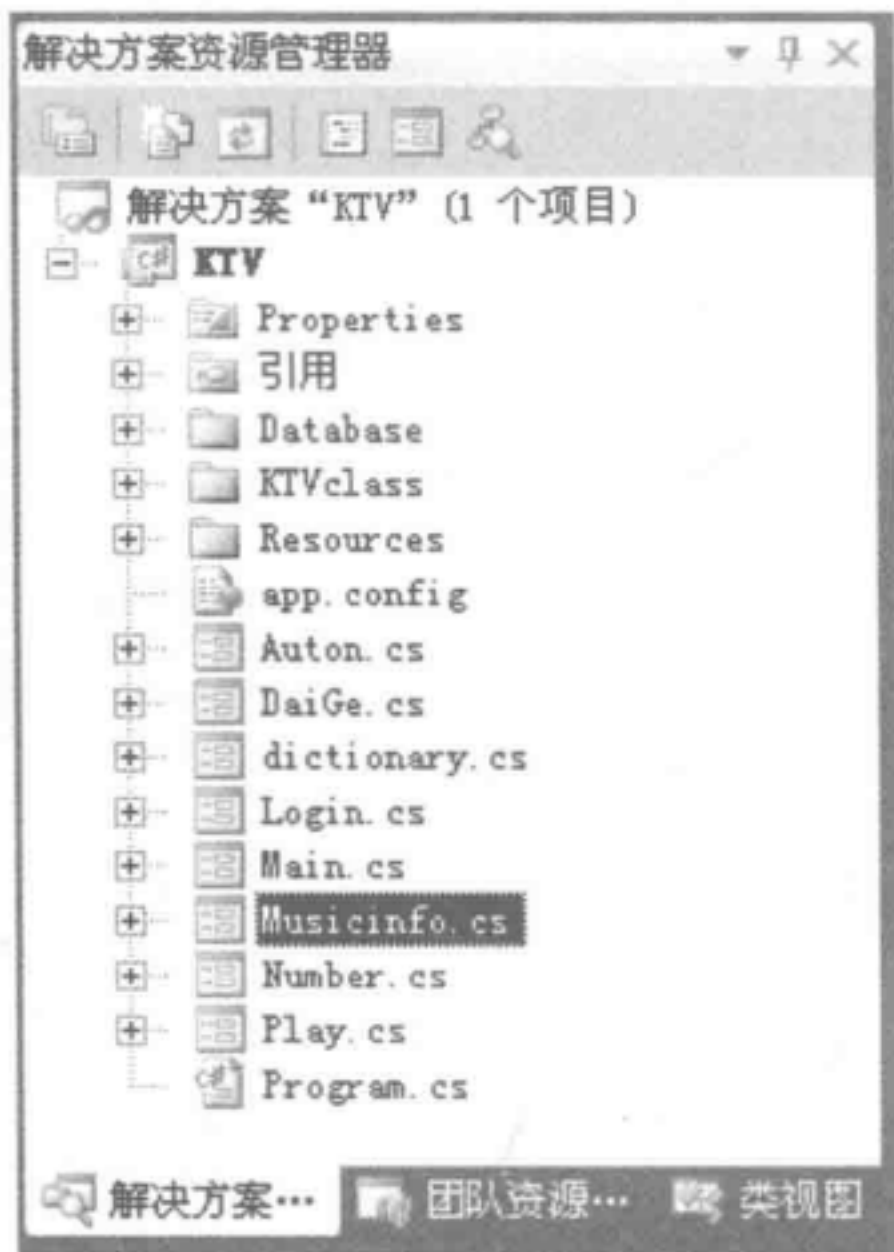 解决方案资源管理器
解决方案“KTV”(1 个项目)
KTV
Properties
引用
Database
KTVclass
Resources
app.config
Auton.cs
DaiGe.cs
dictionary.cs
Login.cs
Main.cs
Musicinfo.cs
Number.cs
Play.cs
Program.cs
解决方案… 团队资源… 类视图